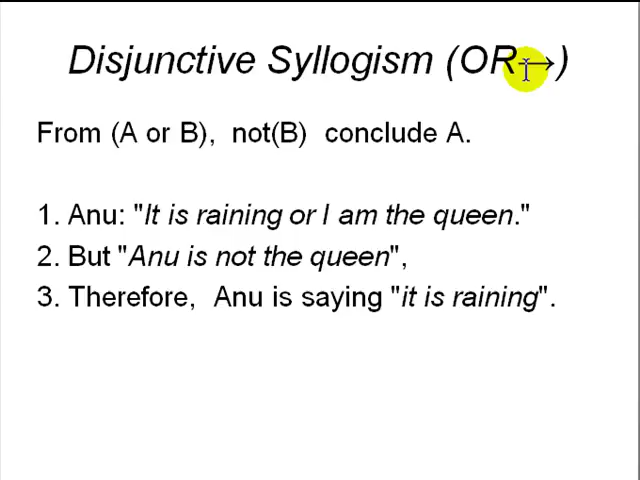 Disjunctive Syllogism (OR-→)
From (A or B), not(B) conclude A.
1. Anu: "It is raining or I am the queen."
2. But "Anu is not the queen",
3. Therefore, Anu is saying "it is raining".